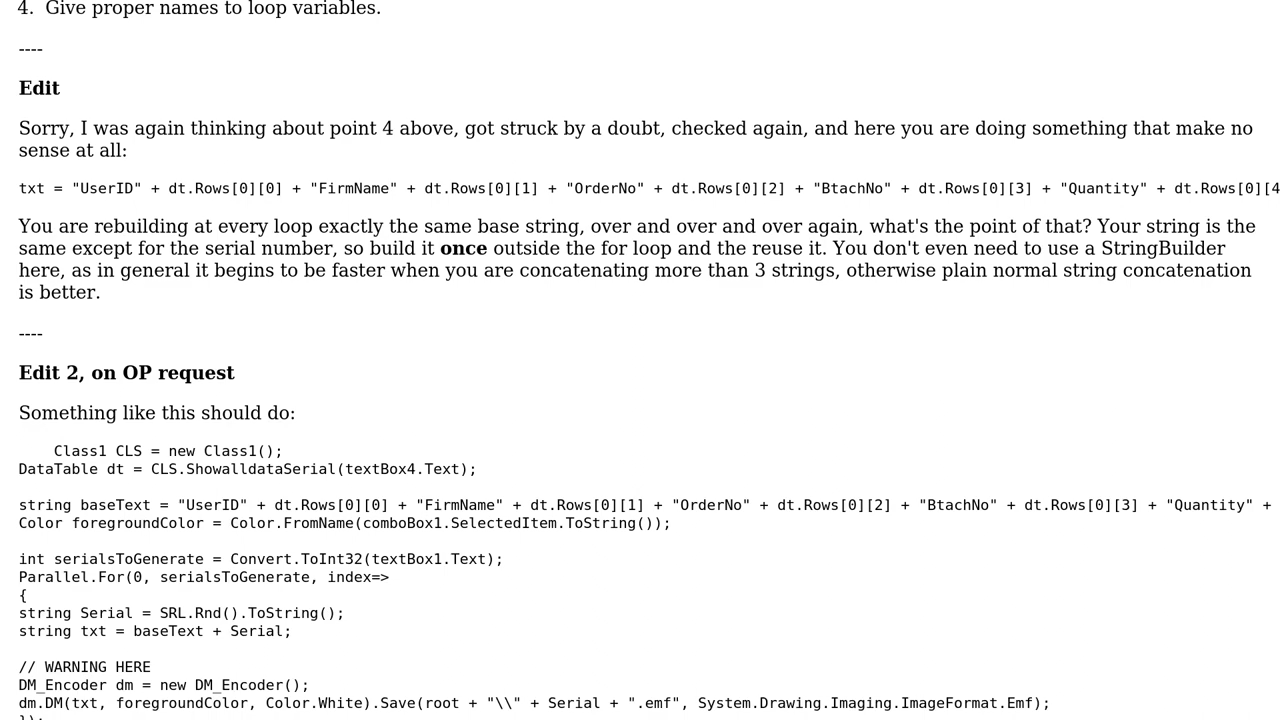 4. Give proper names to loop variables.
----
Edit
Sorry, I was again thinking about point 4 above, got struck by a doubt, checked again, and here you are doing something that make no
sense at all:
txt = "UserID" + dt.Rows[0][0] + "FirmName" + dt.Rows[0][1] + "OrderNo" + dt.Rows[0][2] + "BtachNo" + dt.Rows[0][3] + "Quantity" + dt.Rows[0][4
You are rebuilding at every loop exactly the same base string, over and over and over again, what's the point of that? Your string is the
same except for the serial number, so build it once outside the for loop and the reuse it. You don't even need to use a StringBuilder
here, as in general it begins to be faster when you are concatenating more than 3 strings, otherwise plain normal string concatenation
is better.
----
Edit 2, on OP request
Something like this should do:
Class1 CLS = new Class1();
DataTable dt = CLS.ShowalldataSerial(textBox4.Text);
string baseText = "UserID" + dt.Rows[0][0] + "FirmName" + dt.Rows[0][1] + "OrderNo" + dt.Rows[0][2] + "BtachNo" + dt.Rows[0][3] + "Quantity" +
Color foregroundColor = Color.FromName(comboBox1.SelectedItem.ToString());
int serialsToGenerate = Convert.ToInt32(textBox1.Text);
Parallel.For(0, serialsToGenerate, index=>
{
string Serial = SRL.Rnd().ToString();
string txt = baseText + Serial;
// WARNING HERE
DM_Encoder dm = new DM_Encoder();
dm.DM(txt, foregroundColor, Color.White).Save(root + "\\" + Serial + ".emf", System.Drawing.Imaging.ImageFormat.Emf);
});